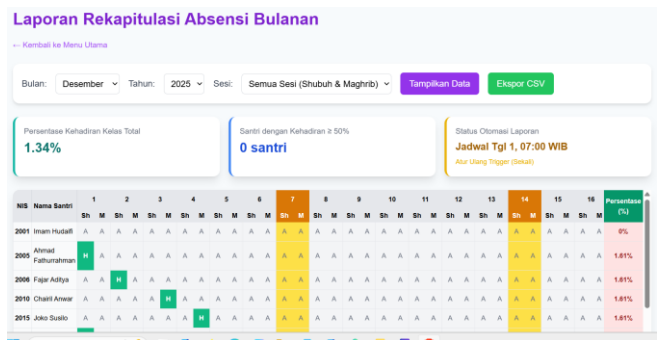 Laporan Rekapitulasi Absensi Bulanan
← Kembali ke Menu Utama
Bulan: Desember Tahun: 2025 Sesi: Semua Sesi (Shubuh & Maghrib) Tampilkan Data Ekspor CSV
Persentase Kehadiran Kelas Total
1.34%
Santri dengan Kehadiran ≥ 50%
0 santri
Status Otomasi Laporan
Jadwal Tgl 1, 07:00 WIB
Atur Ulang Trigger (Sekali)
NIS Nama Santri 1 2 3 4 5 6 7 8 9 10 11 12 13 14 15 16 Persentase (%)
Sh M Sh M Sh M Sh M Sh M Sh M Sh M Sh M Sh M Sh M Sh M Sh M Sh M Sh M Sh M Sh M
2001 Imam Hudaifi A A A A A A A A A A A A A A A A A A A A A A A A A A A A A A A A 0%
2005 Ahmad Fathurrahman H A A A A A A A A A A A A A A A A A A A A A A A A A A A A A A A 1.61%
2006 Fajar Aditya A A H A A A A A A A A A A A A A A A A A A A A A A A A A A A A A 1.61%
2010 Chairil Anwar A A A A A H A A A A A A A A A A A A A A A A A A A A A A A A A A 1.61%
2015 Joko Susilo A A A A A A A H A A A A A A A A A A A A A A A A A A A A A A A A 1.61%